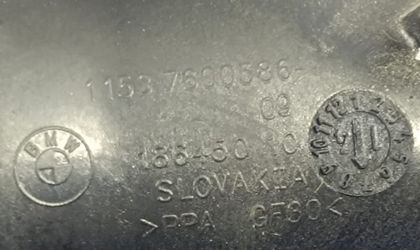 1153 7600586-
09
BMW
186450 10
SLOVAKIA
>PPA GF30<